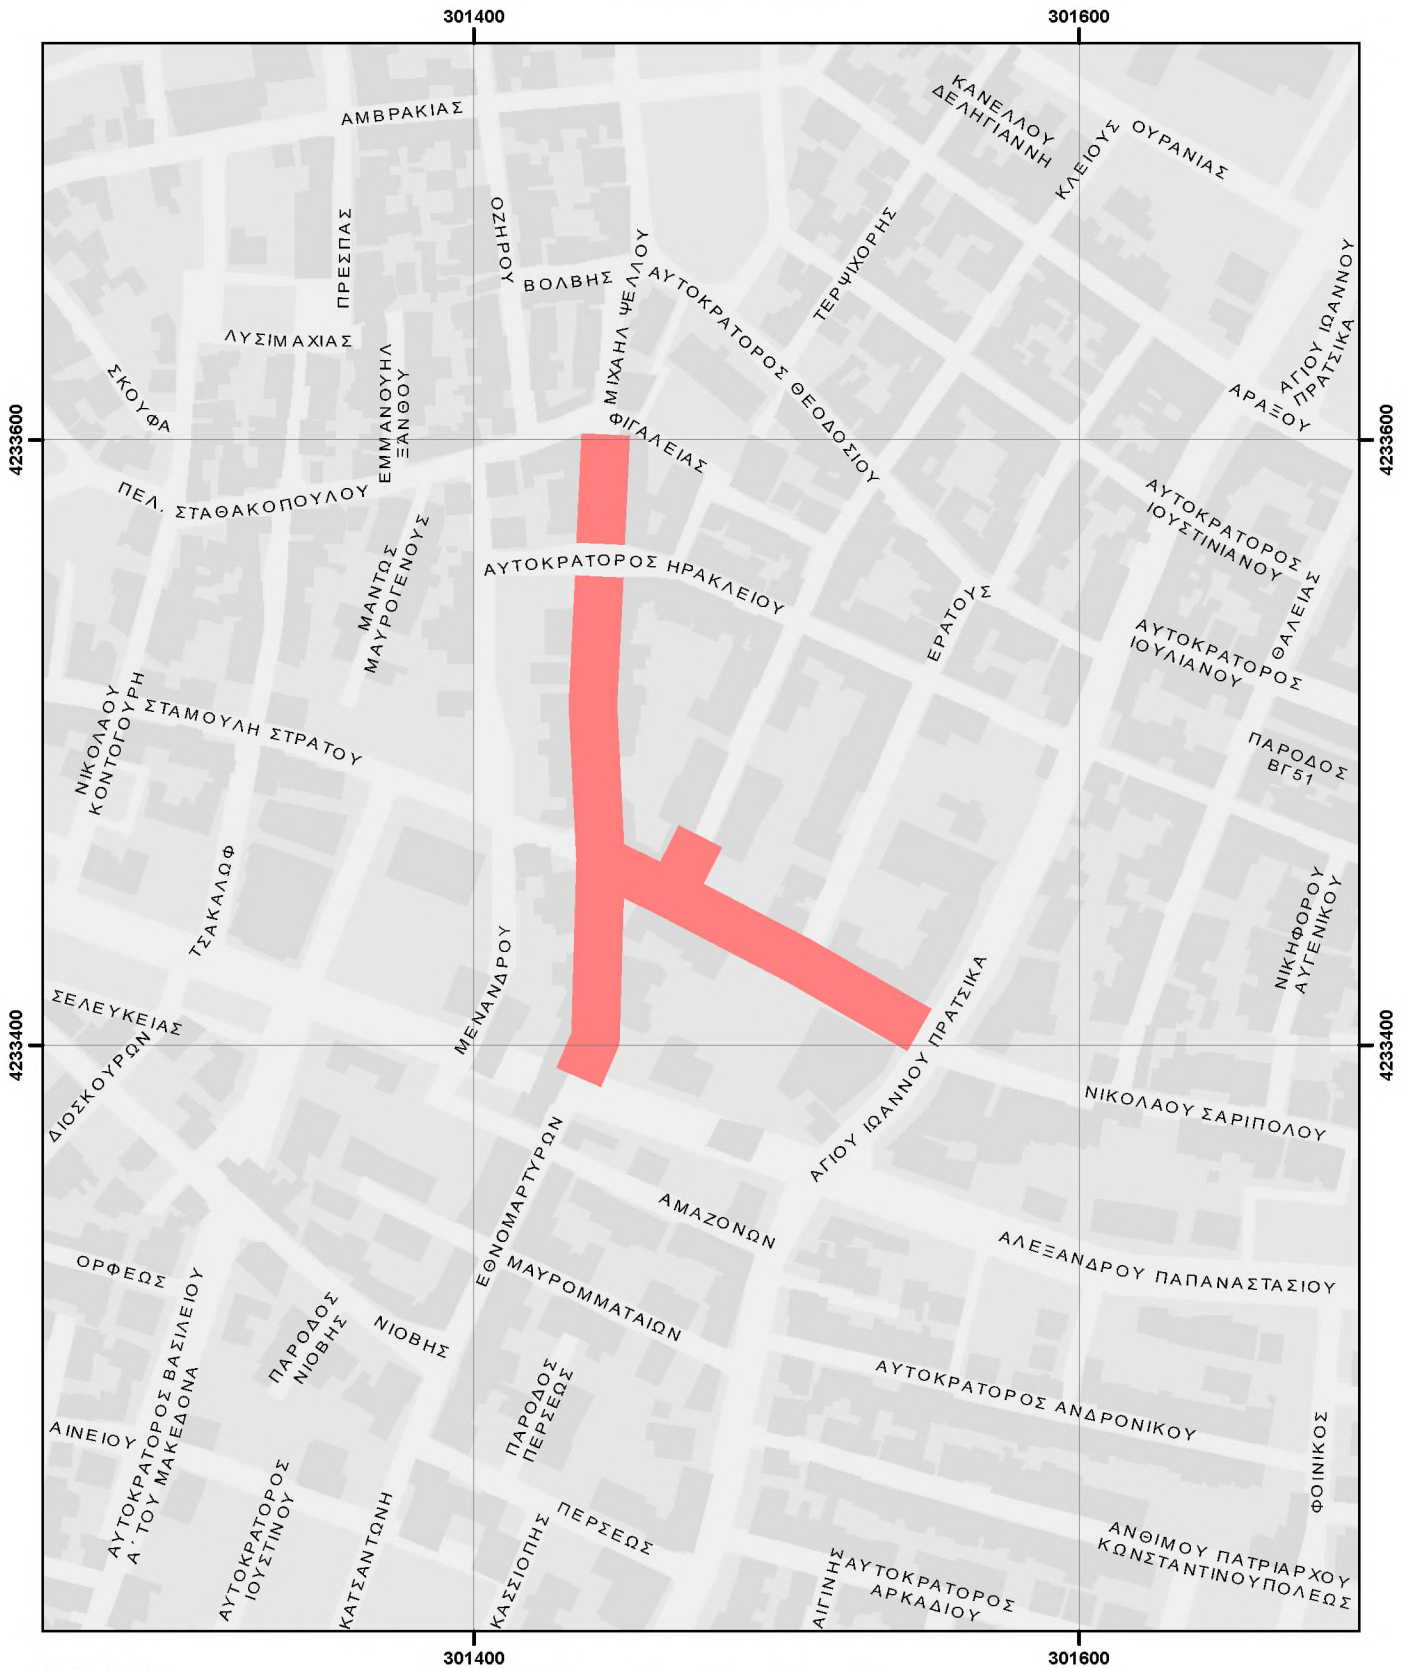 301400
301600
ΑΜΒΡΑΚΙΑΣ
ΚΑΝΕΛΛΟΥ
ΔΕΛΗΓΙΑΝΝΗ
ΚΛΕΙΟΥΣ
ΟΥΡΑΝΙΑΣ
ΠΡΕΣΠΑΣ
ΟΖΗΡΟΥ
ΒΟΛΒΗΣ
ΜΙΧΑΗΛ ΨΕΛΛΟΥ
ΑΥΤΟΚΡΑΤΟΡΟΣ ΘΕΟΔΟΣΙΟΥ
ΤΕΡΨΙΧΟΡΗΣ
ΑΓΙΟΥ ΙΩΑΝΝΟΥ
ΠΡΑΤΣΙΚΑ
ΛΥΣΙΜΑΧΙΑΣ
ΣΚΟΥΦΑ
ΕΜΜΑΝΟΥΗΛ
ΞΑΝΘΟΥ
ΦΙΓΑΛΕΙΑΣ
ΑΡΑΞΟΥ
4233600
4233600
ΠΕΛ. ΣΤΑΘΑΚΟΠΟΥΛΟΥ
ΜΑΝΤΩΣ
ΜΑΥΡΟΓΕΝΟΥΣ
ΑΥΤΟΚΡΑΤΟΡΟΣ ΗΡΑΚΛΕΙΟΥ
ΕΡΑΤΟΥΣ
ΑΥΤΟΚΡΑΤΟΡΟΣ
ΙΟΥΣΤΙΝΙΑΝΟΥ
ΘΑΛΕΙΑΣ
ΑΥΤΟΚΡΑΤΟΡΟΣ
ΙΟΥΛΙΑΝΟΥ
ΝΙΚΟΛΑΟΥ
ΚΟΝΤΟΓΟΥΡΗ
ΣΤΑΜΟΥΛΗ ΣΤΡΑΤΟΥ
ΠΑΡΟΔΟΣ
ΒΓ51
ΤΣΑΚΑΛΩΦ
ΜΕΝΑΝΔΡΟΥ
ΝΙΚΗΦΟΡΟΥ
ΑΥΓΕΝΙΚΟΥ
ΑΓΙΟΥ ΙΩΑΝΝΟΥ ΠΡΑΤΣΙΚΑ
ΣΕΛΕΥΚΕΙΑΣ
4233400
4233400
ΔΙΟΣΚΟΥΡΩΝ
ΝΙΚΟΛΑΟΥ ΣΑΡΙΠΟΛΟΥ
ΕΘΝΟΜΑΡΤΥΡΩΝ
ΑΜΑΖΟΝΩΝ
ΑΛΕΞΑΝΔΡΟΥ ΠΑΠΑΝΑΣΤΑΣΙΟΥ
ΟΡΦΕΩΣ
ΜΑΥΡΟΜΜΑΤΑΙΩΝ
ΠΑΡΟΔΟΣ
ΝΙΟΒΗΣ
ΝΙΟΒΗΣ
ΑΥΤΟΚΡΑΤΟΡΟΣ ΒΑΣΙΛΕΙΟΥ
Α΄ ΤΟΥ ΜΑΚΕΔΟΝΑ
ΠΑΡΟΔΟΣ
ΠΕΡΣΕΩΣ
ΑΥΤΟΚΡΑΤΟΡΟΣ ΑΝΔΡΟΝΙΚΟΥ
ΑΙΝΕΙΟΥ
ΦΟΙΝΙΚΟΣ
ΑΥΤΟΚΡΑΤΟΡΟΣ
ΙΟΥΣΤΙΝΟΥ
ΚΑΤΣΑΝΤΩΝΗ
ΚΑΣΣΙΟΠΗΣ
ΠΕΡΣΕΩΣ
ΑΙΓΙΝΗΣ
ΑΥΤΟΚΡΑΤΟΡΟΣ
ΑΡΚΑΔΙΟΥ
ΑΝΘΙΜΟΥ ΠΑΤΡΙΑΡΧΟΥ
ΚΩΝΣΤΑΝΤΙΝΟΥΠΟΛΕΩΣ
301400
301600